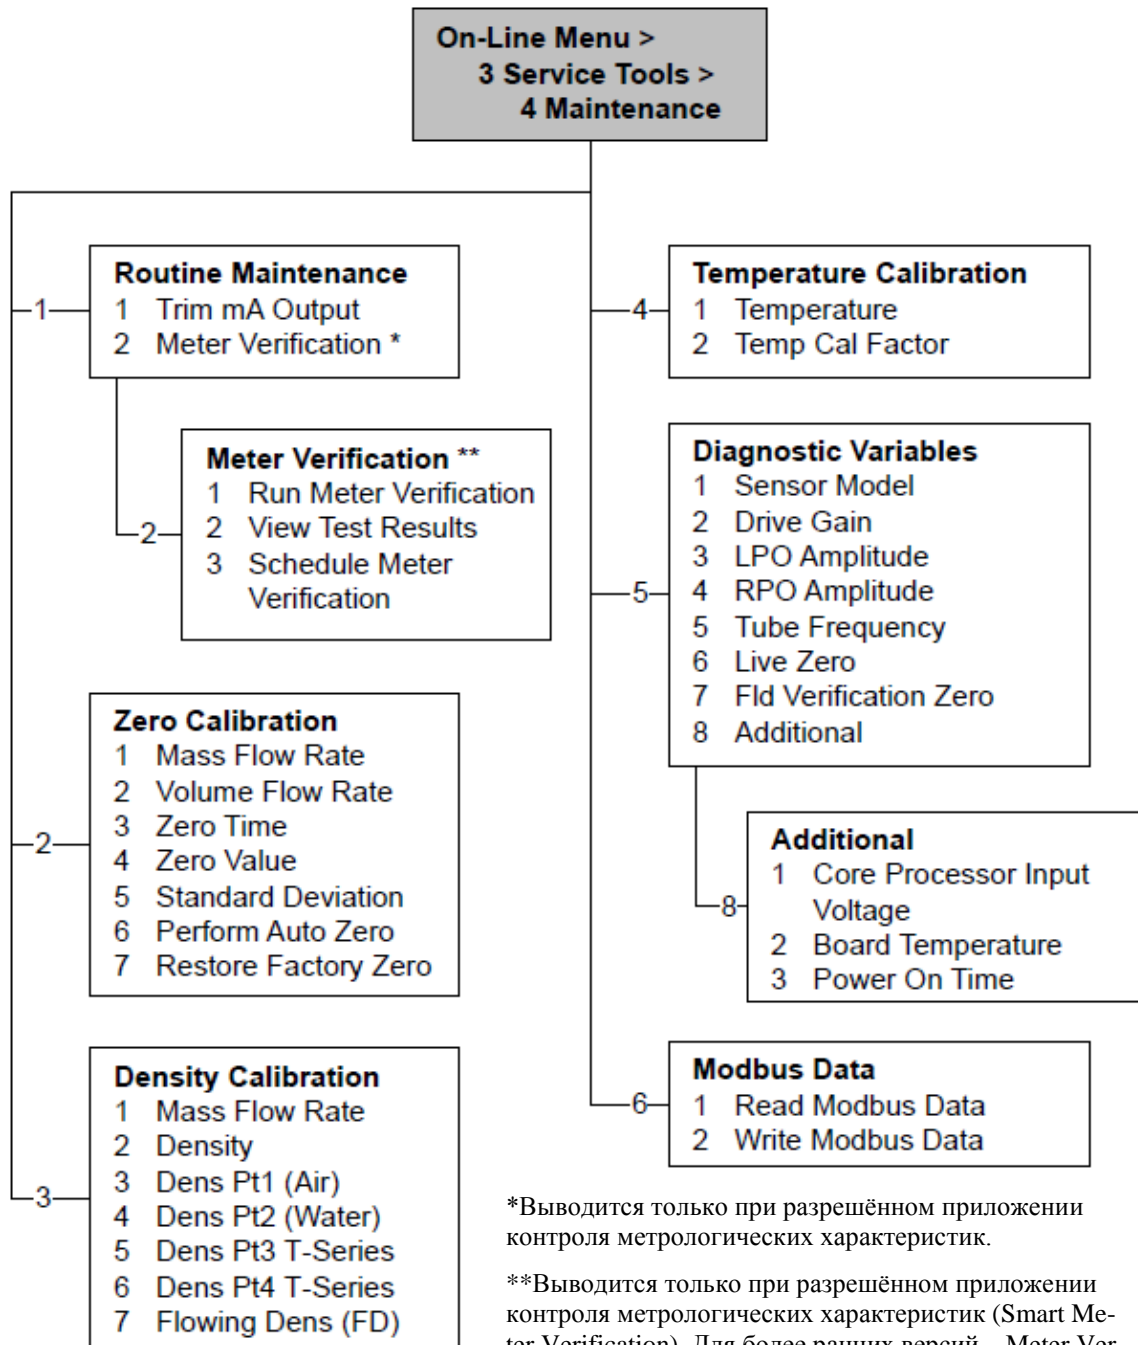 On-Line Menu >
3 Service Tools >
4 Maintenance
1
Routine Maintenance
1 Trim mA Output
2 Meter Verification *
2
Meter Verification **
1 Run Meter Verification
2 View Test Results
3 Schedule Meter
Verification
2
Zero Calibration
1 Mass Flow Rate
2 Volume Flow Rate
3 Zero Time
4 Zero Value
5 Standard Deviation
6 Perform Auto Zero
7 Restore Factory Zero
3
Density Calibration
1 Mass Flow Rate
2 Density
3 Dens Pt1 (Air)
4 Dens Pt2 (Water)
5 Dens Pt3 T-Series
6 Dens Pt4 T-Series
7 Flowing Dens (FD)
4
Temperature Calibration
1 Temperature
2 Temp Cal Factor
5
Diagnostic Variables
1 Sensor Model
2 Drive Gain
3 LPO Amplitude
4 RPO Amplitude
5 Tube Frequency
6 Live Zero
7 Fld Verification Zero
8 Additional
8
Additional
1 Core Processor Input
Voltage
2 Board Temperature
3 Power On Time
6
Modbus Data
1 Read Modbus Data
2 Write Modbus Data
*Выводится только при разрешённом приложении
контроля метрологических характеристик.
**Выводится только при разрешённом приложении
контроля метрологических характеристик (Smart Me-
ter Verification). Для более ранних версий – Meter Ver-